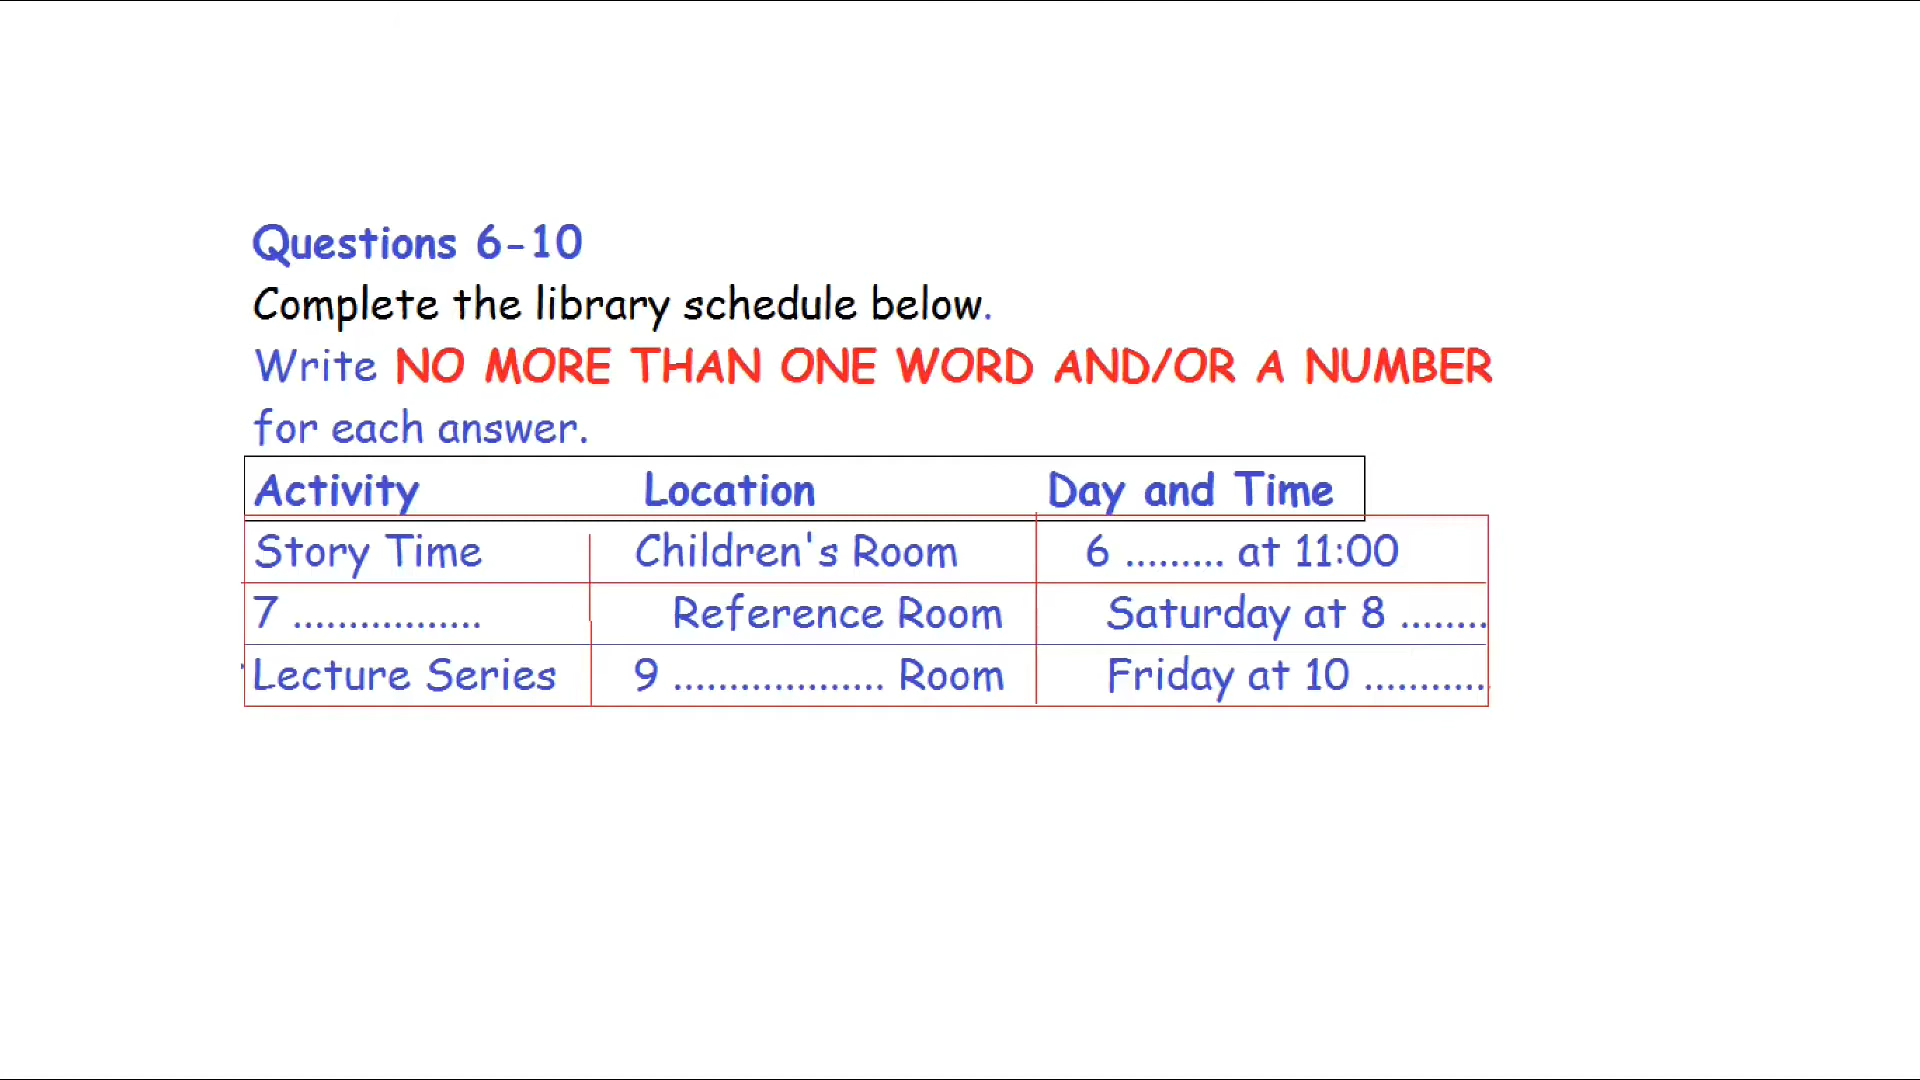 Questions 6-10
Complete the library schedule below.
Write NO MORE THAN ONE WORD AND/OR A NUMBER
for each answer.
Activity Location Day and Time
Story Time Children's Room 6 ......... at 11:00
7 ................. Reference Room Saturday at 8 ........
Lecture Series 9 ................... Room Friday at 10 ...........